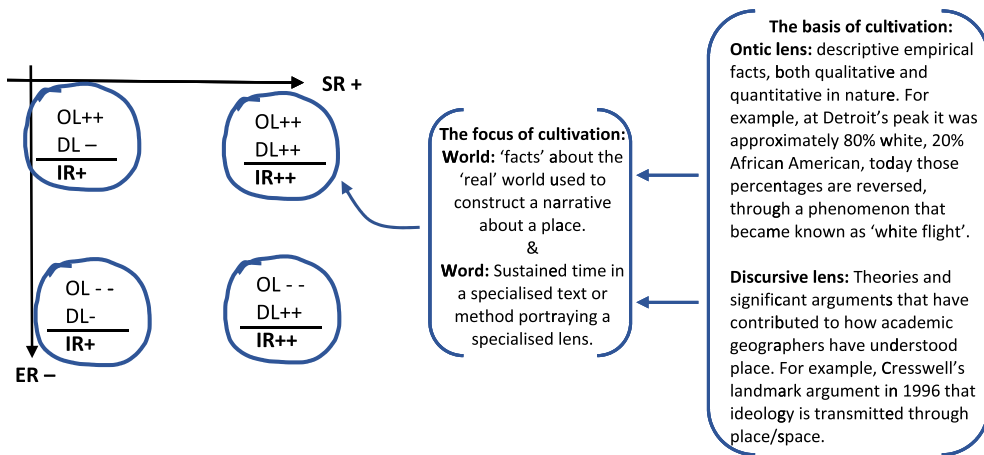 SR +
OL++
DL –
IR+
OL++
DL++
IR++
OL - -
DL-
IR+
OL - -
DL++
IR++
ER –
The focus of cultivation:
World: ‘facts’ about the
‘real’ world used to
construct a narrative
about a place.
&
Word: Sustained time in
a specialised text or
method portraying a
specialised lens.
The basis of cultivation:
Ontic lens: descriptive empirical
facts, both qualitative and
quantitative in nature. For
example, at Detroit’s peak it was
approximately 80% white, 20%
African American, today those
percentages are reversed,
through a phenomenon that
became known as ‘white flight’.
Discursive lens: Theories and
significant arguments that have
contributed to how academic
geographers have understood
place. For example, Cresswell’s
landmark argument in 1996 that
ideology is transmitted through
place/space.